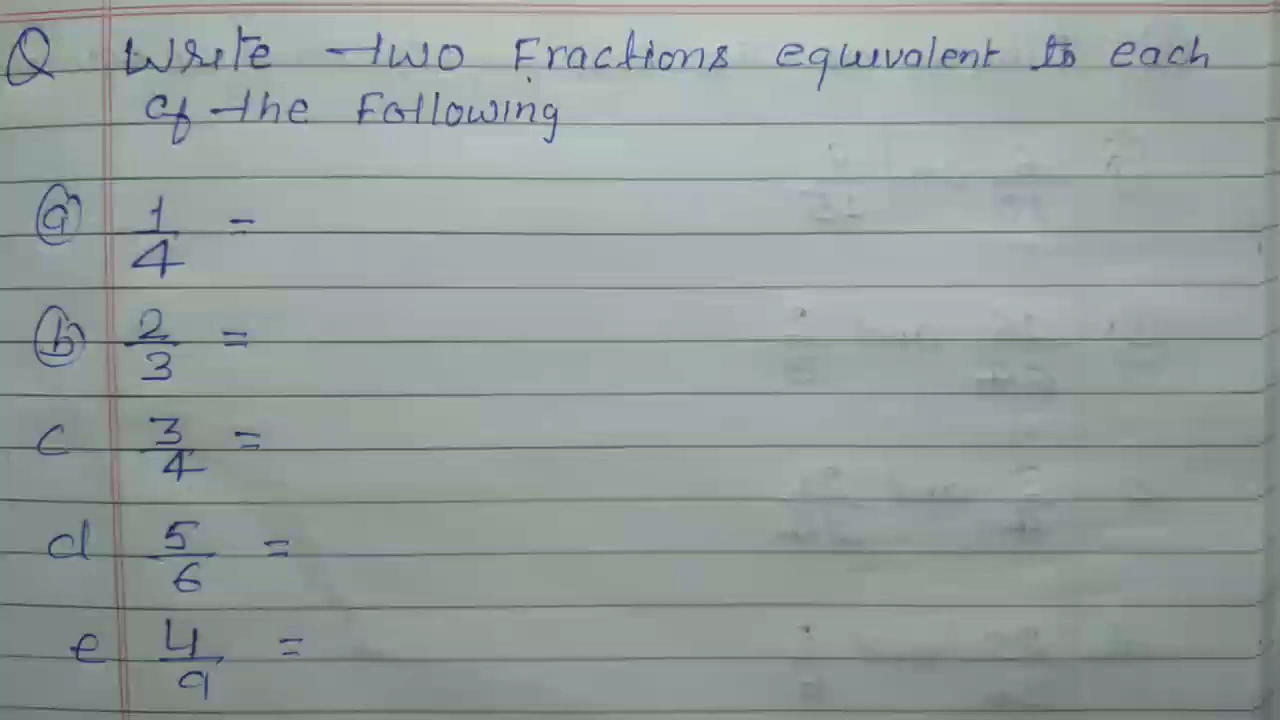 Q Write two Fractions equivalent to each
of the Following
(a) 1/4 =
(b) 2/3 =
c 3/4 =
d 5/6 =
e 4/9 =